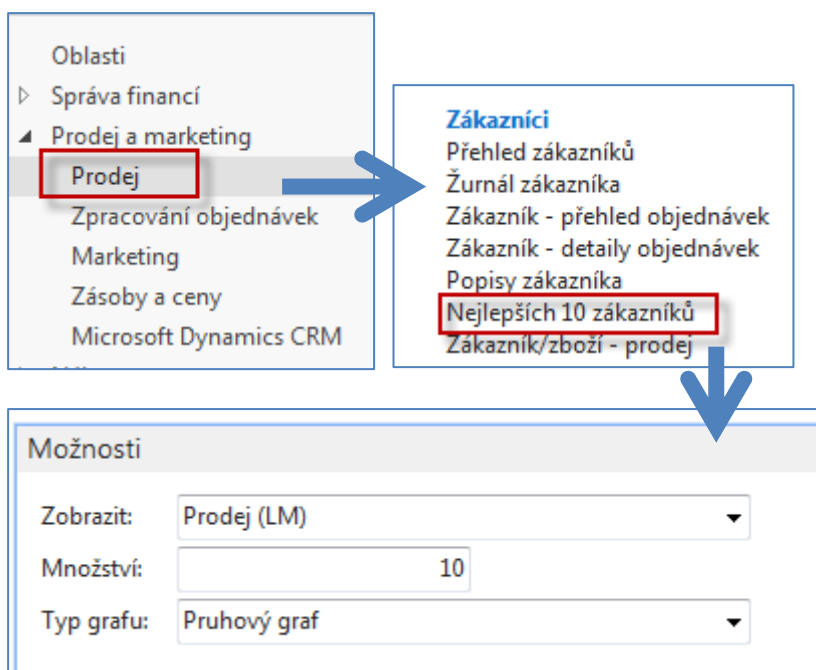 Oblasti
Správa financí
Prodej a marketing
Prodej
Zpracování objednávek
Marketing
Zásoby a ceny
Microsoft Dynamics CRM
Zákazníci
Přehled zákazníků
Žurnál zákazníka
Zákazník - přehled objednávek
Zákazník - detaily objednávek
Popisy zákazníka
Nejlepších 10 zákazníků
Zákazník/zboží - prodej
Možnosti
Zobrazit: Prodej (LM)
Množství: 10
Typ grafu: Pruhový graf